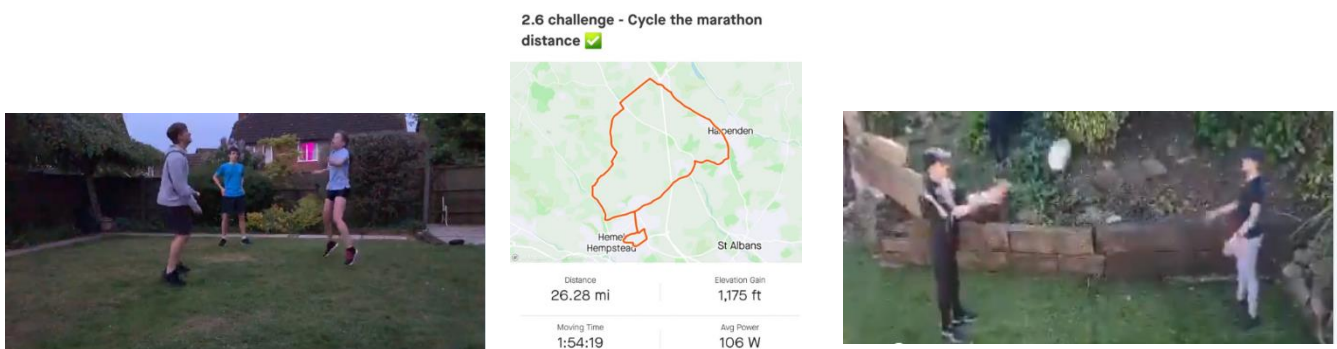 2.6 challenge - Cycle the marathon
distance ✅
Harpenden
Hemel
Hempstead
St Albans
Distance
Elevation Gain
26.28 mi
1,175 ft
Moving Time
Avg Power
1:54:19
106 W